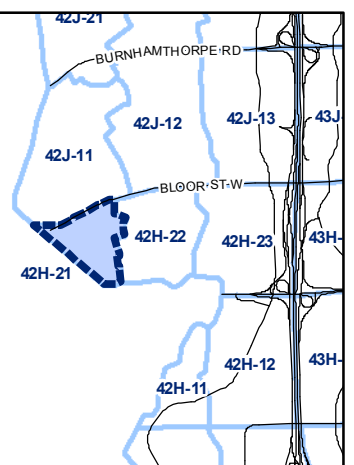 42J-21
BURNHAMTHORPE RD
42J-12
42J-13
43J-
42J-11
BLOOR ST W
42H-22
42H-23
43H-
42H-21
42H-12
43H-
42H-11